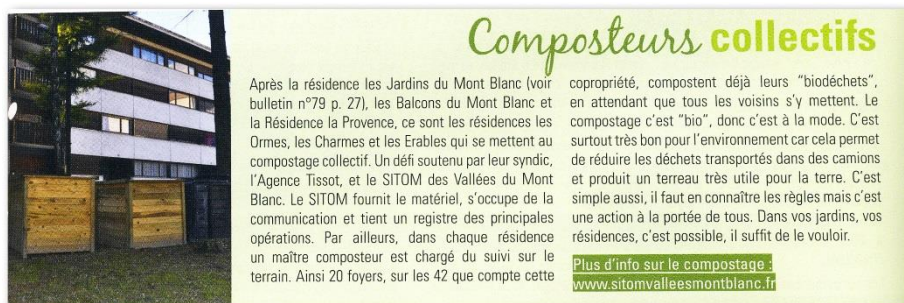 Composteurs collectifs
Après la résidence les Jardins du Mont Blanc (voir
bulletin n°79 p. 27), les Balcons du Mont Blanc et
la Résidence la Provence, ce sont les résidences les
Ormes, les Charmes et les Erables qui se mettent au
compostage collectif. Un défi soutenu par leur syndic,
l'Agence Tissot, et le SITOM des Vallées du Mont
Blanc. Le SITOM fournit le matériel, s'occupe de la
communication et tient un registre des principales
opérations. Par ailleurs, dans chaque résidence
un maître composteur est chargé du suivi sur le
terrain. Ainsi 20 foyers, sur les 42 que compte cette
copropriété, compostent déjà leurs "biodéchets",
en attendant que tous les voisins s'y mettent. Le
compostage c'est "bio", donc c'est à la mode. C'est
surtout très bon pour l'environnement car cela permet
de réduire les déchets transportés dans des camions
et produit un terreau très utile pour la terre. C'est
simple aussi, il faut en connaître les règles mais c'est
une action à la portée de tous. Dans vos jardins, vos
résidences, c'est possible, il suffit de le vouloir.
Plus d'info sur le compostage :
www.sitomvalleesmontblanc.fr